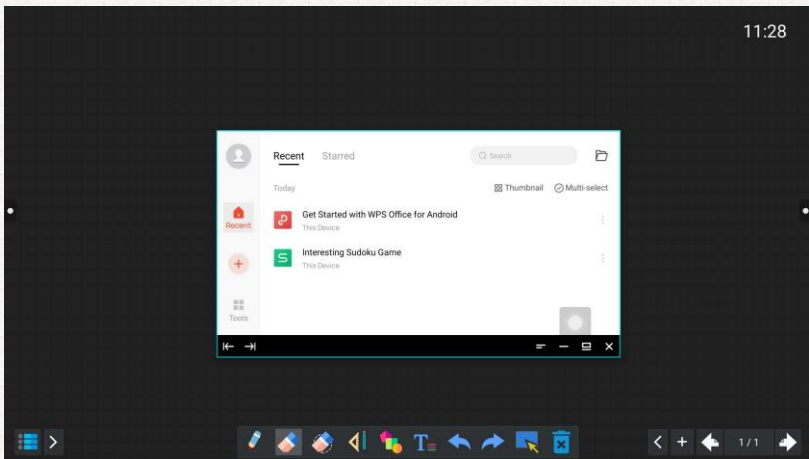 11:28
Recent Starred Search
Today Thumbnail Multi-select
Get Started with WPS Office for Android
This Device
Recent
Interesting Sudoku Game
This Device
Tools
1/1